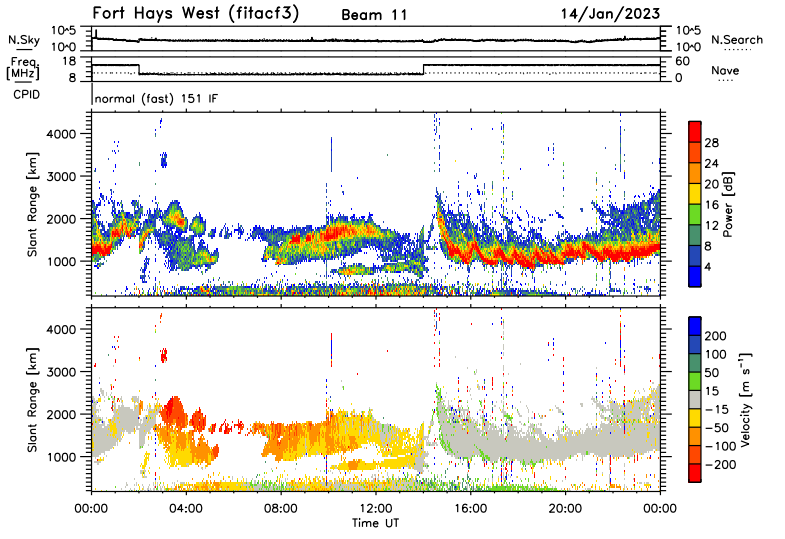 Fort Hays West (fitacf3) Beam 11 14/Jan/2023
N.Sky 10^5 10^0 10^5 10^0 N.Search
Freq. [MHz] 18 8 60 0 Nave
CPID normal (fast) 151 IF
Slant Range [km] 4000 3000 2000 1000
Power [dB] 28 24 20 16 12 8 4
Slant Range [km] 4000 3000 2000 1000
Velocity [m s⁻¹] 200 100 50 15 −15 −50 −100 −200
00:00 04:00 08:00 12:00 16:00 20:00 00:00
Time UT